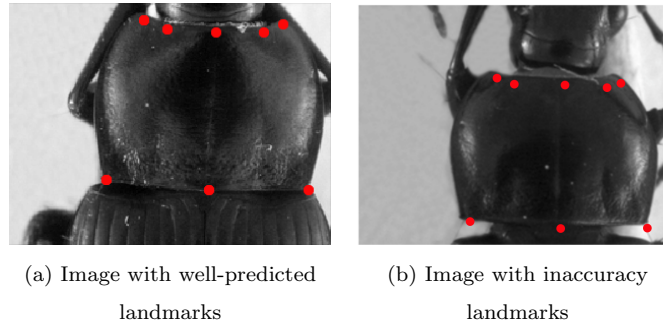 (a) Image with well-predicted
landmarks
(b) Image with inaccuracy
landmarks